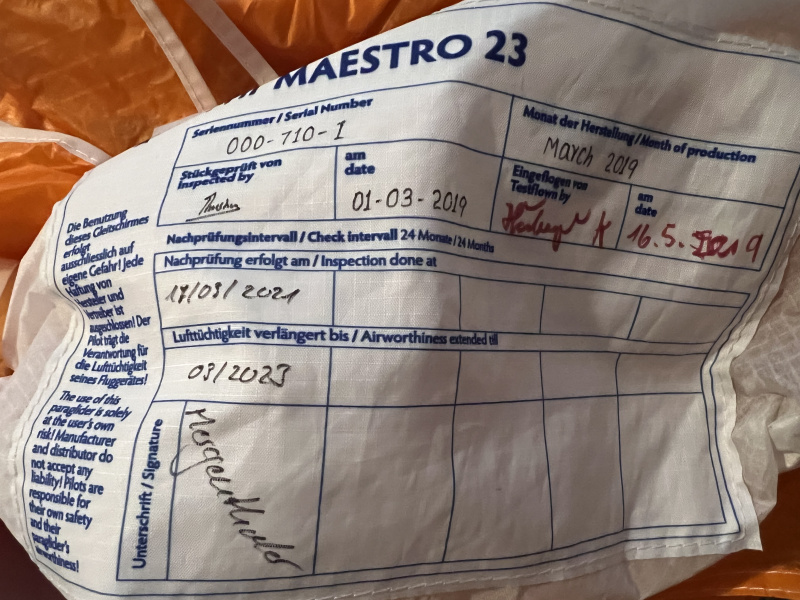 MAESTRO 23
Seriennummer / Serial Number
000-710-1
Monat der Herstellung / Month of production
March 2019
Stückgeprüft von
inspected by
am
date
01-03-2019
Eingeflogen von
Testflown by
am
date
16.5.
Nachprüfungsintervall / Check intervall 24 Monate / 24 Months
Nachprüfung erfolgt am / Inspection done at
17/09/2021
Lufttüchtigkeit verlängert bis / Airworthiness extended till
09/2023
Unterschrift / Signature
Die Benutzung
dieses Gleitschirmes
erfolgt
ausschließlich auf
eigene Gefahr! Jede
Haftung von
Hersteller und
Vertreiber ist
ausgeschlossen! Der
Pilot trägt die
Verantwortung für
die Lufttüchtigkeit
seines Fluggerätes!
The use of this
paraglider is solely
at the user's own
risk! Manufacturer
and distributor do
not accept any
liability! Pilots are
responsible for
their own safety
and their
paraglider's
airworthiness!